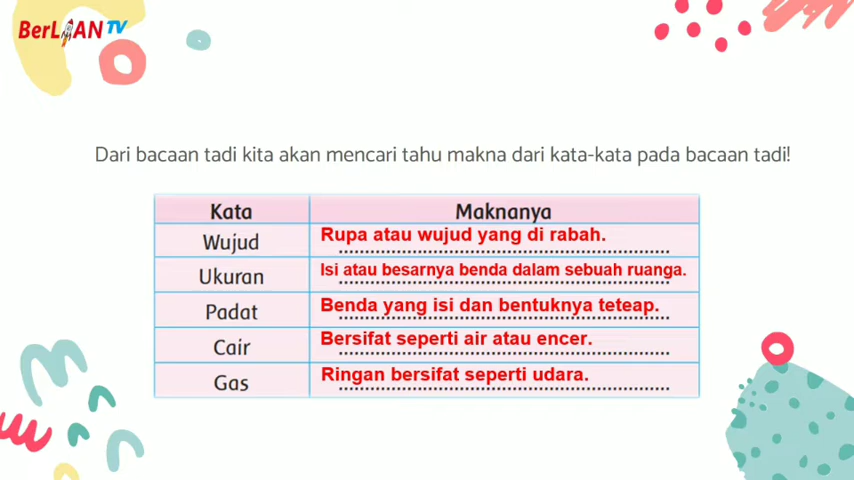 BerLIAN TV
Dari bacaan tadi kita akan mencari tahu makna dari kata-kata pada bacaan tadi!
Kata Maknanya
Wujud Rupa atau wujud yang di rabah.
Ukuran Isi atau besarnya benda dalam sebuah ruanga.
Padat Benda yang isi dan bentuknya teteap.
Cair Bersifat seperti air atau encer.
Gas Ringan bersifat seperti udara.